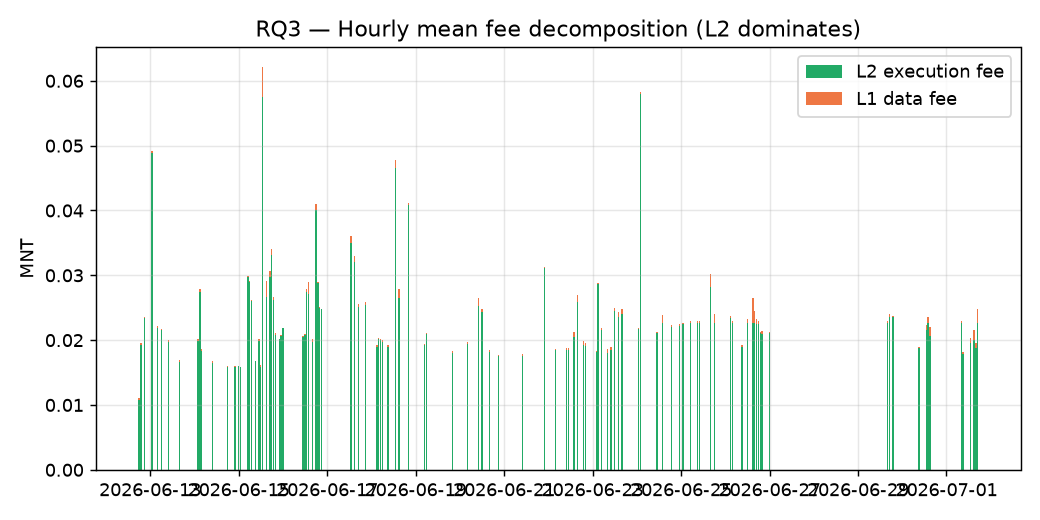 RQ3 — Hourly mean fee decomposition (L2 dominates)
L2 execution fee
L1 data fee
MNT
0.06
0.05
0.04
0.03
0.02
0.01
0.00
2026-06-13 2026-06-15 2026-06-17 2026-06-19 2026-06-21 2026-06-23 2026-06-25 2026-06-27 2026-06-29 2026-07-01